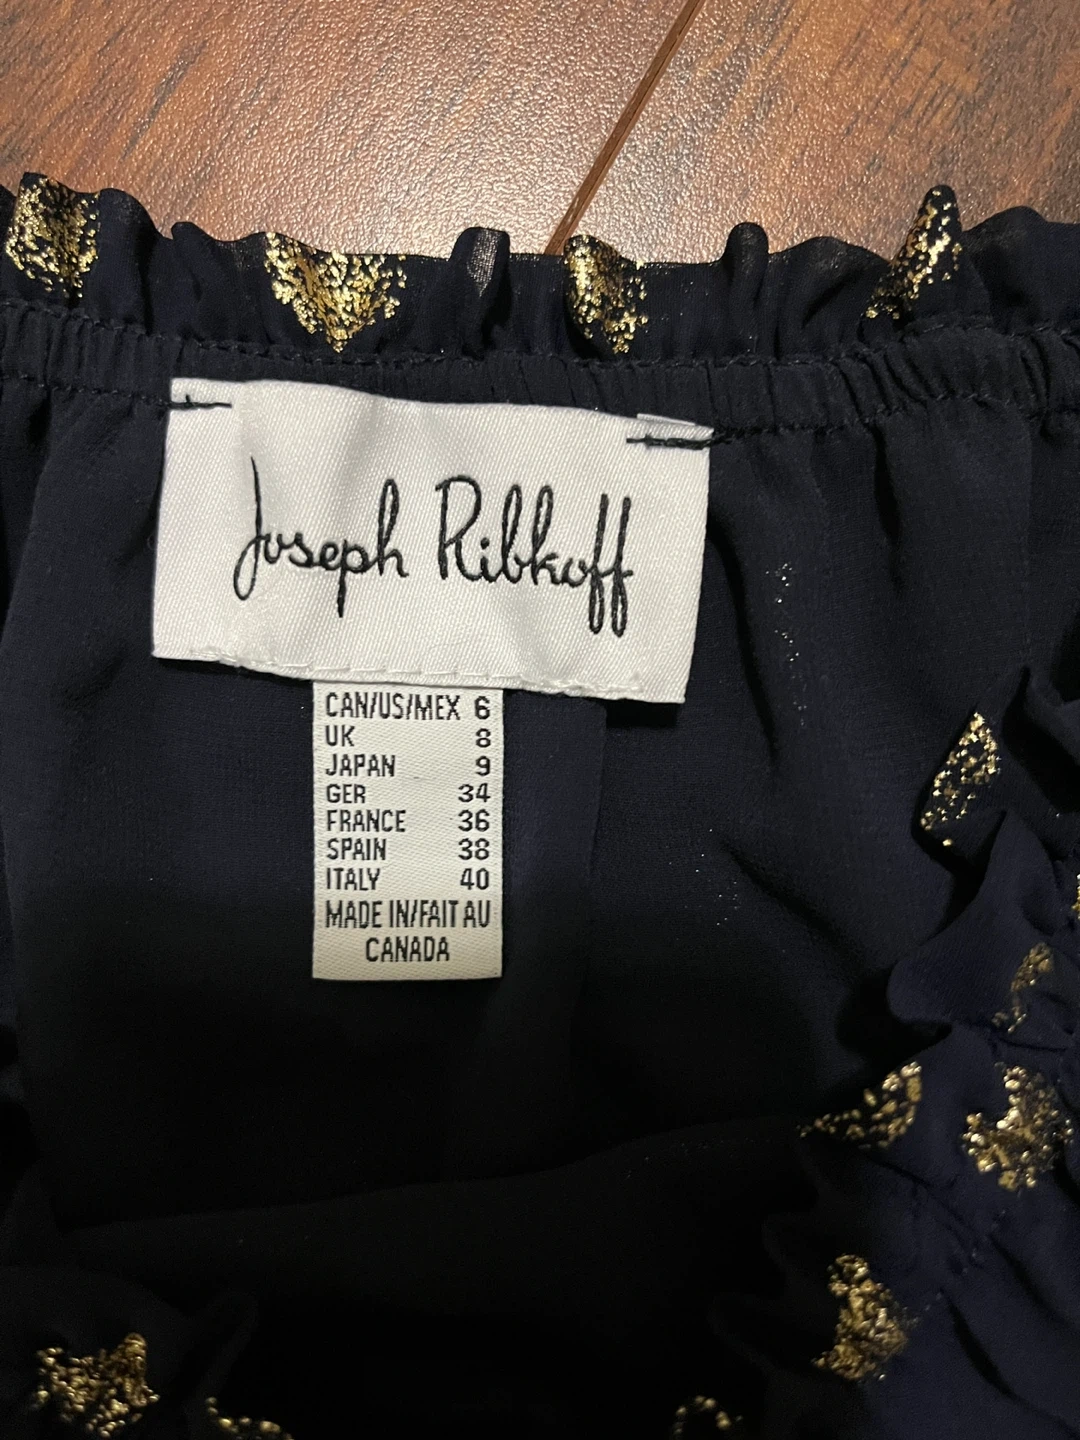 Joseph Ribkoff
CAN/US/MEX 6
UK 8
JAPAN 9
GER 34
FRANCE 36
SPAIN 38
ITALY 40
MADE IN/FAIT AU
CANADA